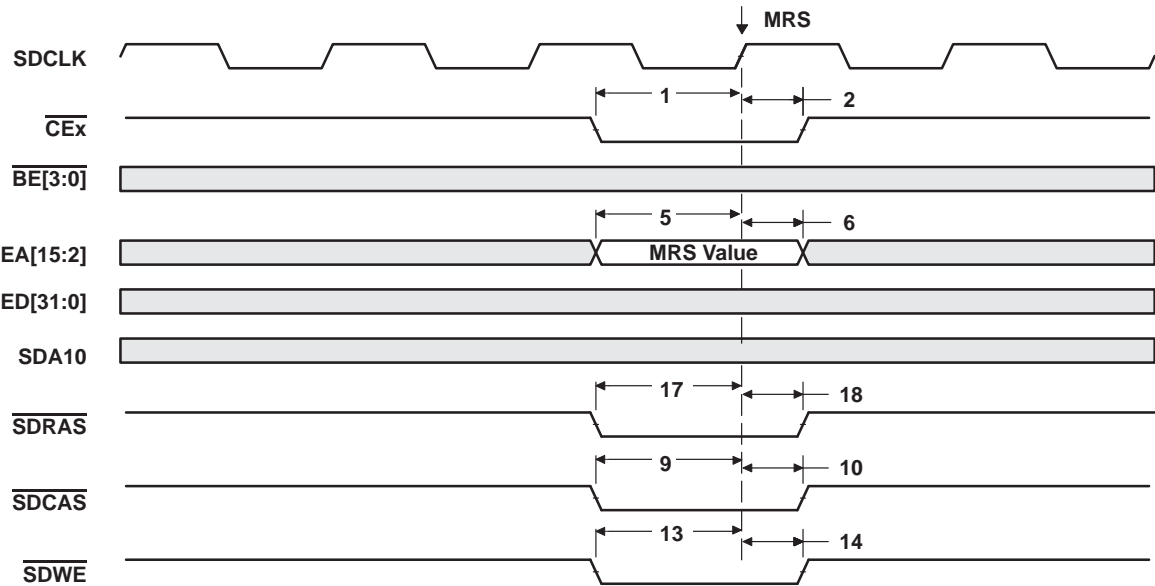 MRS
SDCLK
1 2
CEx
BE[3:0]
5 6
EA[15:2] MRS Value
ED[31:0]
SDA10
17 18
SDRAS
9 10
SDCAS
13 14
SDWE